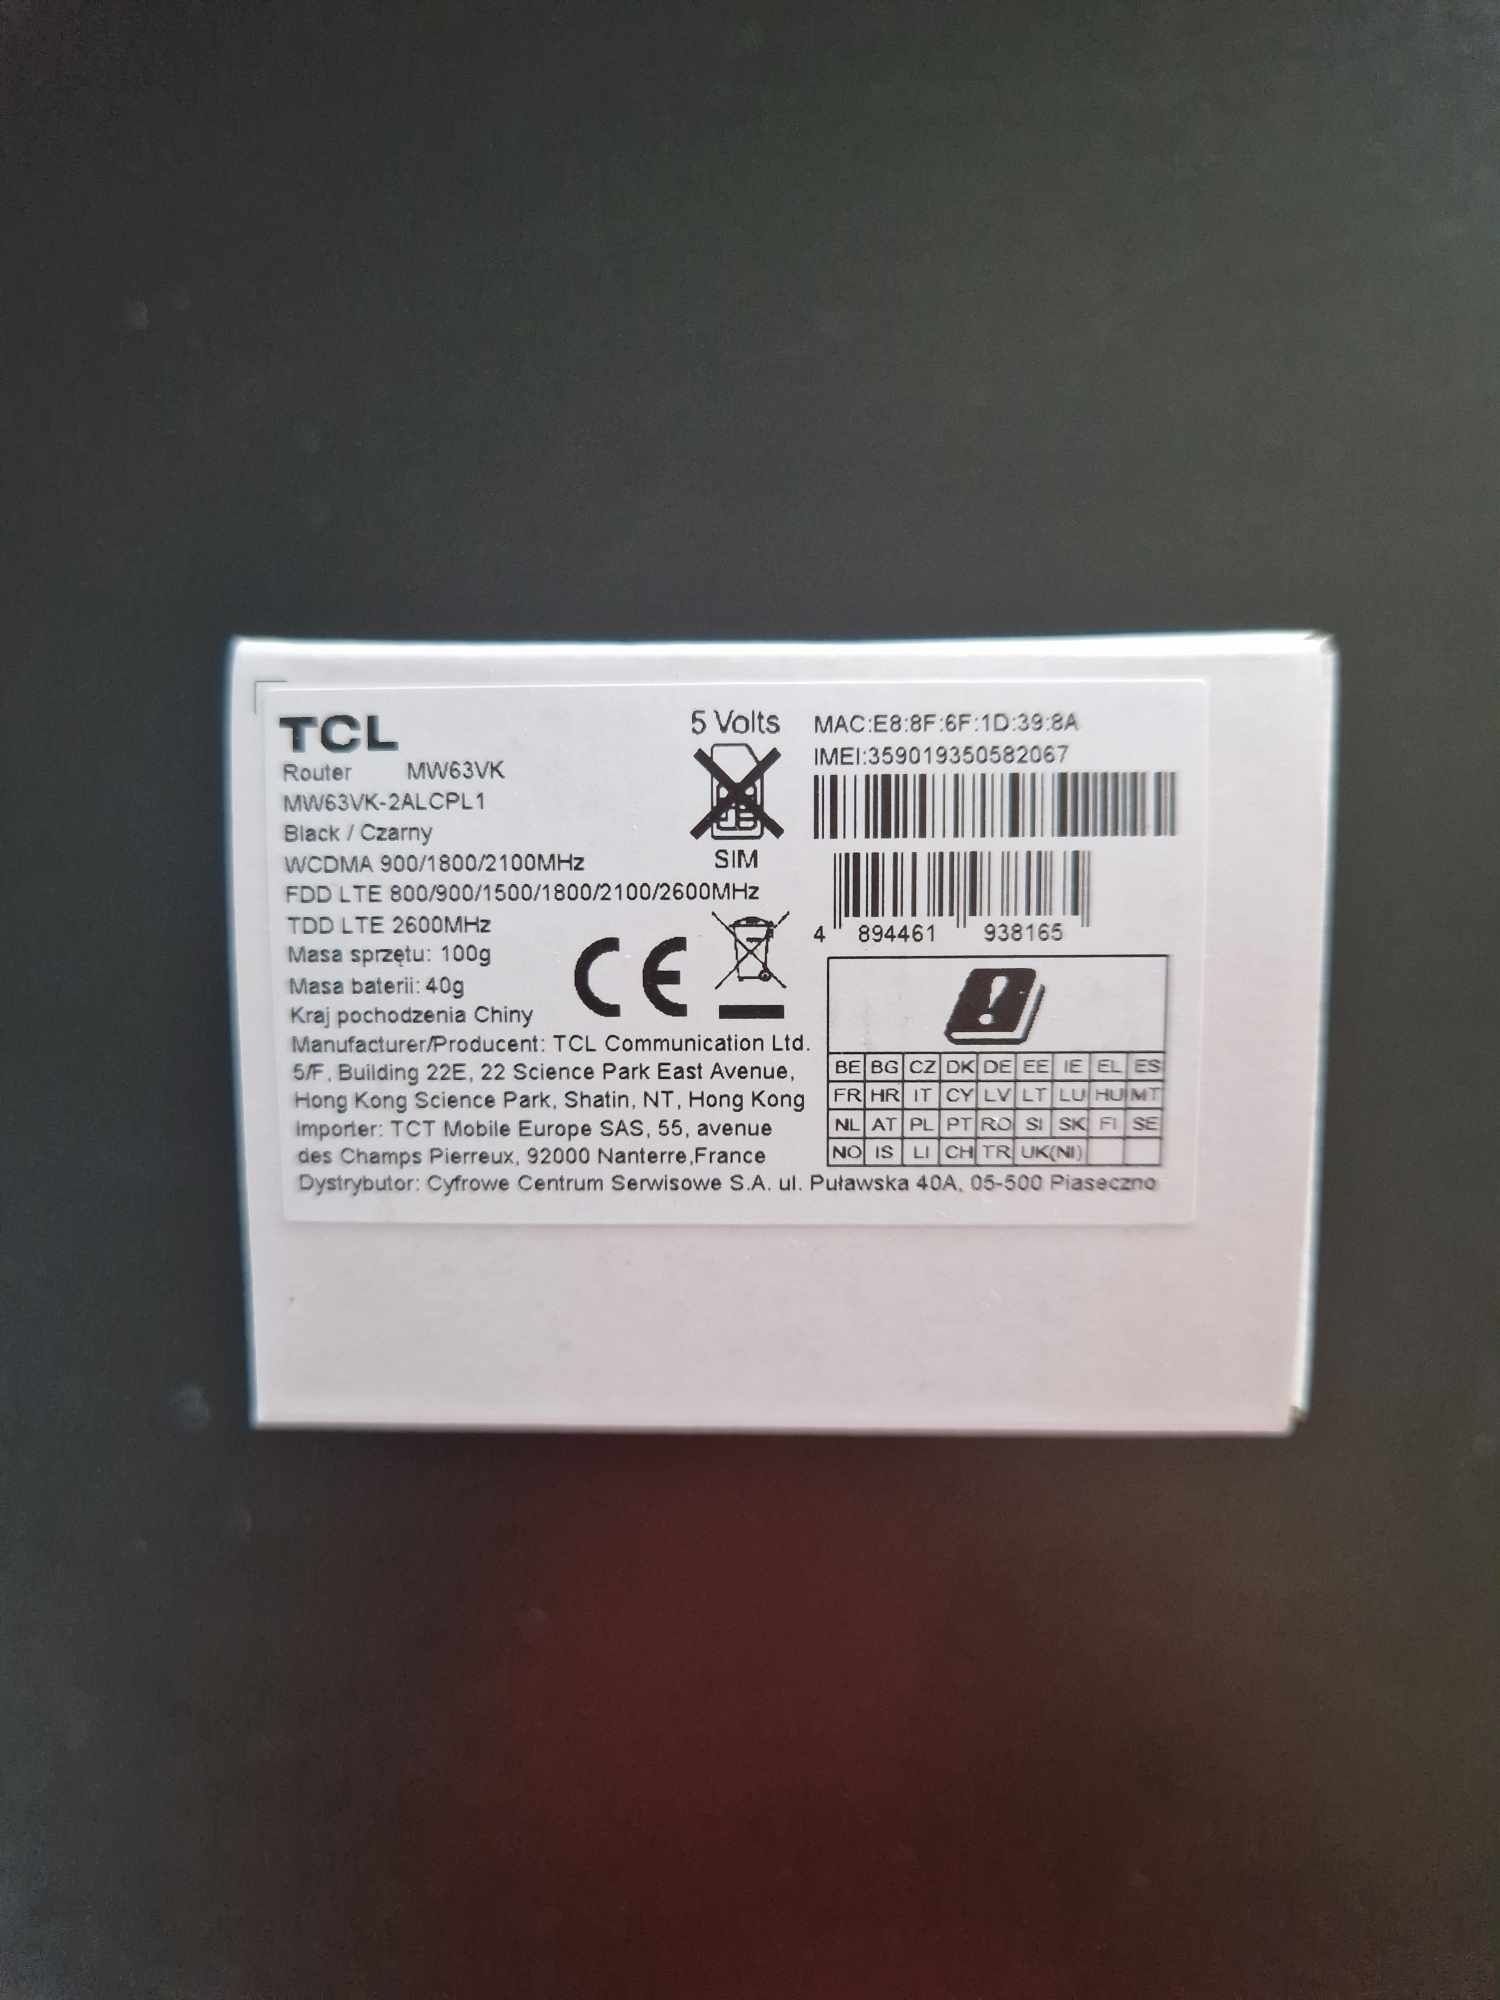 TCL
Router MW63VK
MW63VK-2ALCPL1
Black / Czarny
WCDMA 900/1800/2100MHz
FDD LTE 800/900/1500/1800/2100/2600MHz
TDD LTE 2600MHz
Masa sprzętu: 100g
Masa baterii: 40g
Kraj pochodzenia Chiny
Manufacturer/Producent: TCL Communication Ltd.
5/F, Building 22E, 22 Science Park East Avenue,
Hong Kong Science Park, Shatin, NT, Hong Kong
Importer: TCT Mobile Europe SAS, 55, avenue
des Champs Pierreux, 92000 Nanterre,France
Dystrybutor: Cyfrowe Centrum Serwisowe S.A. ul. Puławska 40A, 05-500 Piaseczno
5 Volts
SIM
CE
MAC:E8:8F:6F:1D:39:8A
IMEI:359019350582067
4 894461 938165
BE BG CZ DK DE EE IE EL ES
FR HR IT CY LV LT LU HU MT
NL AT PL PT RO SI SK FI SE
NO IS LI CH TR UK(NI)